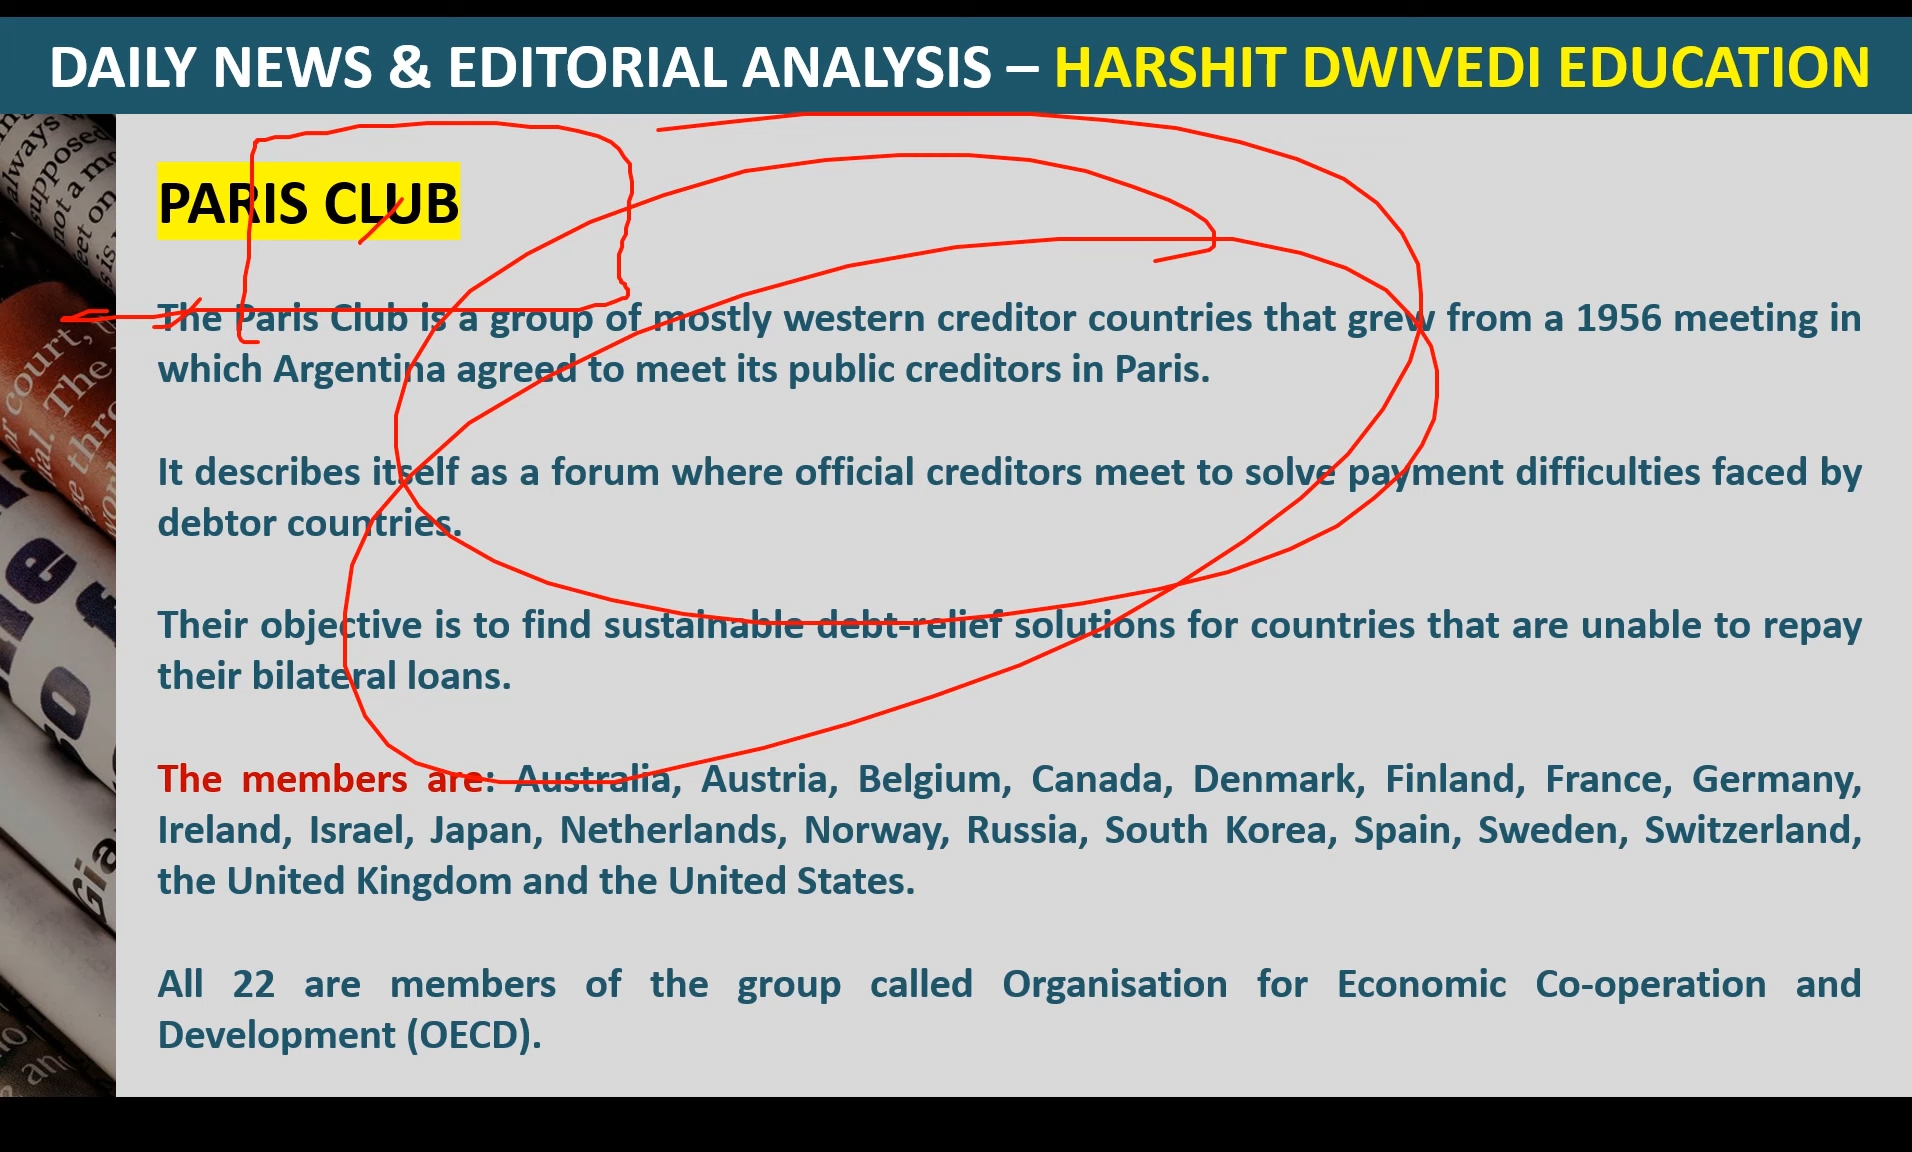 DAILY NEWS & EDITORIAL ANALYSIS – HARSHIT DWIVEDI EDUCATION
PARIS CLUB
The Paris Club is a group of mostly western creditor countries that grew from a 1956 meeting in
which Argentina agreed to meet its public creditors in Paris.
It describes itself as a forum where official creditors meet to solve payment difficulties faced by
debtor countries.
Their objective is to find sustainable debt-relief solutions for countries that are unable to repay
their bilateral loans.
The members are: Australia, Austria, Belgium, Canada, Denmark, Finland, France, Germany,
Ireland, Israel, Japan, Netherlands, Norway, Russia, South Korea, Spain, Sweden, Switzerland,
the United Kingdom and the United States.
All 22 are members of the group called Organisation for Economic Co-operation and
Development (OECD).